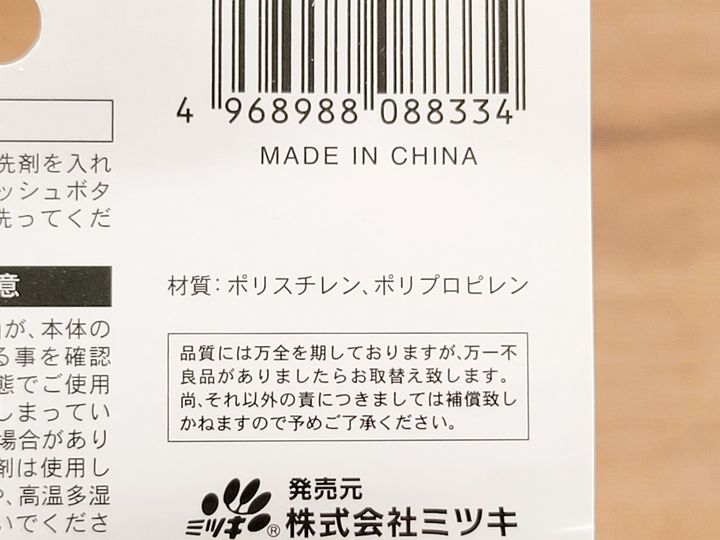 4 968988 088334
MADE IN CHINA
洗剤を入れ
ッシュボタ
洗ってくだ
意
が、本体の
る事を確認
態でご使用
しまってい
場合があり
剤は使用し
、高温多湿
いでくださ
材質：ポリスチレン、ポリプロピレン
品質には万全を期しておりますが、万一不
良品がありましたらお取替え致します。
尚、それ以外の責につきましては補償致し
かねますので予めご了承ください。
発売元
ミツキ®
株式会社ミツキ